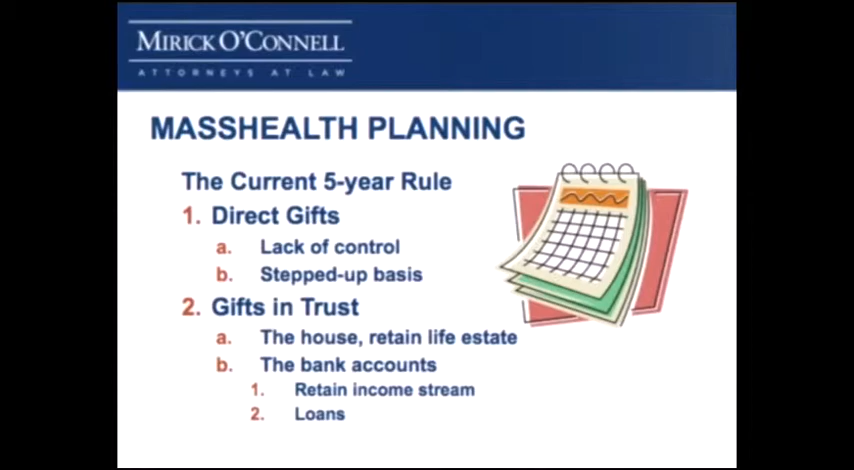 MIRICK O'CONNELL
ATTORNEYS AT LAW
MASSHEALTH PLANNING
The Current 5-year Rule
1. Direct Gifts
a. Lack of control
b. Stepped-up basis
2. Gifts in Trust
a. The house, retain life estate
b. The bank accounts
1. Retain income stream
2. Loans